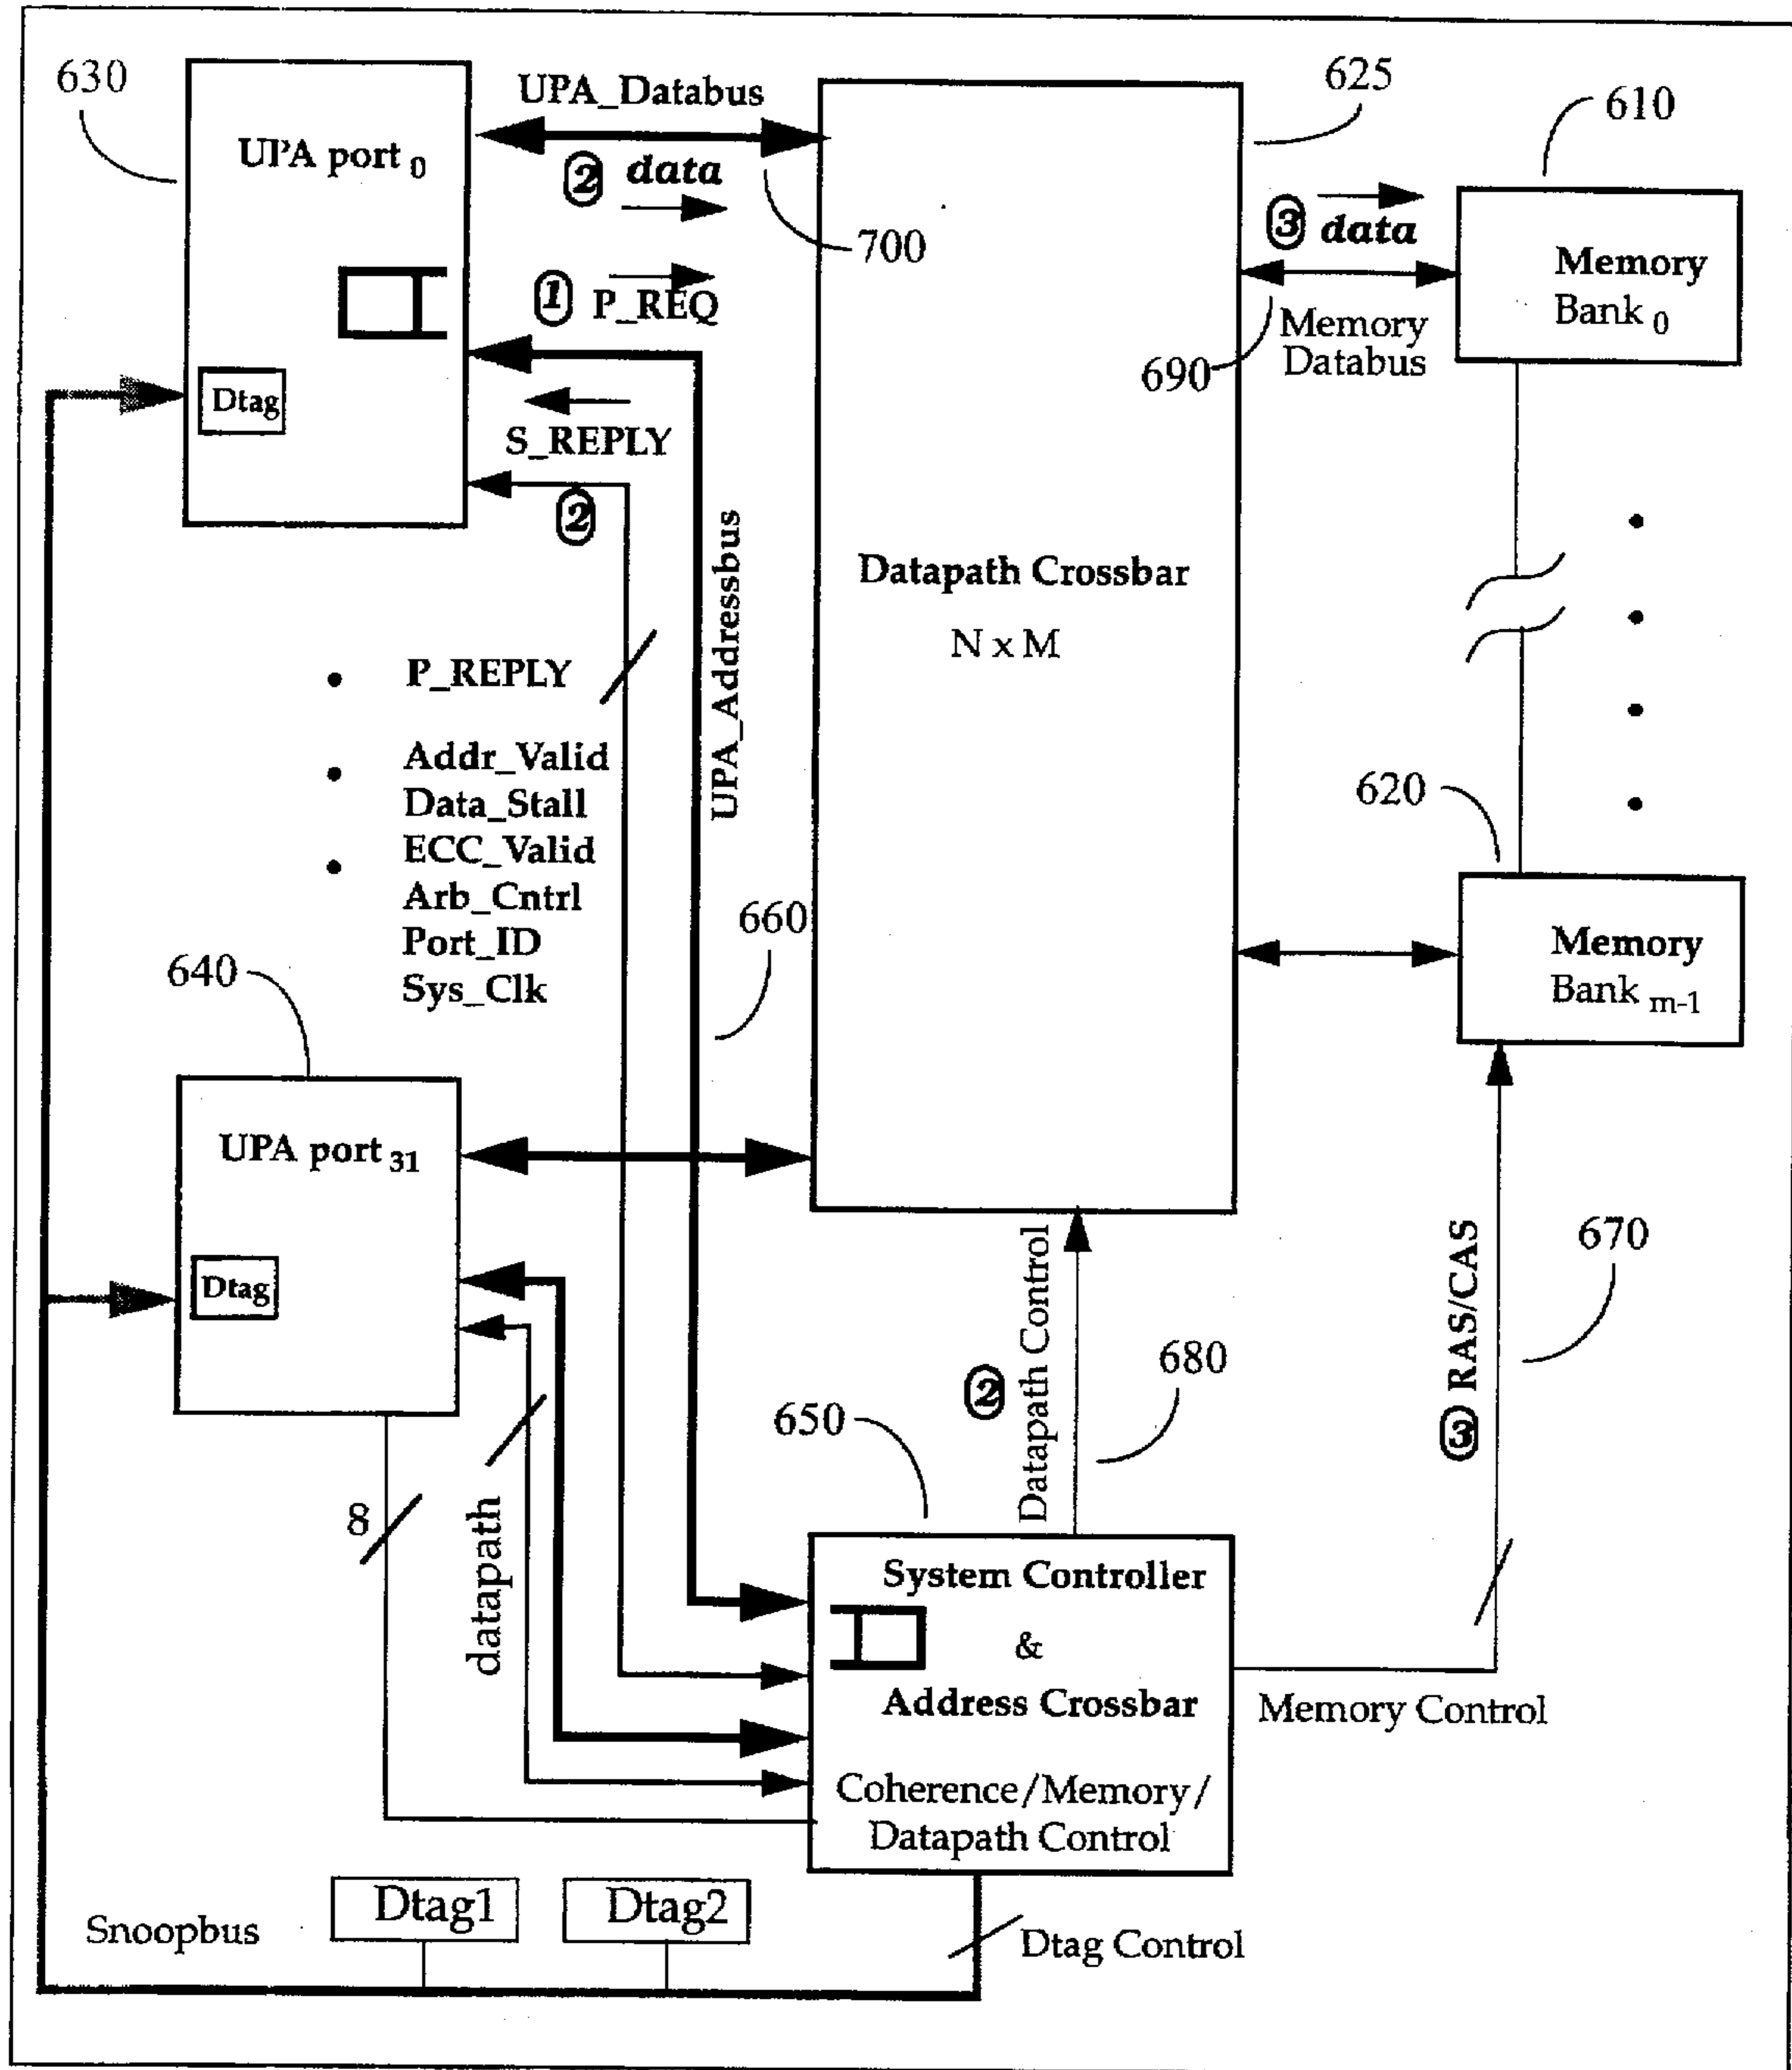 630
UPA port 0
Dtag
UPA_Databus
② data
700
① P_REQ
S_REPLY
②
625
610
③ data
690
Memory
Databus
Memory
Bank 0
Datapath Crossbar
N x M
UPA_Addressbus
• P_REPLY
• Addr_Valid
Data_Stall
• ECC_Valid
Arb_Cntrl
Port_ID
Sys_Clk
660
620
Memory
Bank m-1
640
UPA port 31
Dtag
8
datapath
② Datapath Control
680
650
③ RAS/CAS
670
System Controller
&
Address Crossbar
Coherence/Memory/
Datapath Control
Memory Control
Snoopbus
Dtag1
Dtag2
Dtag Control